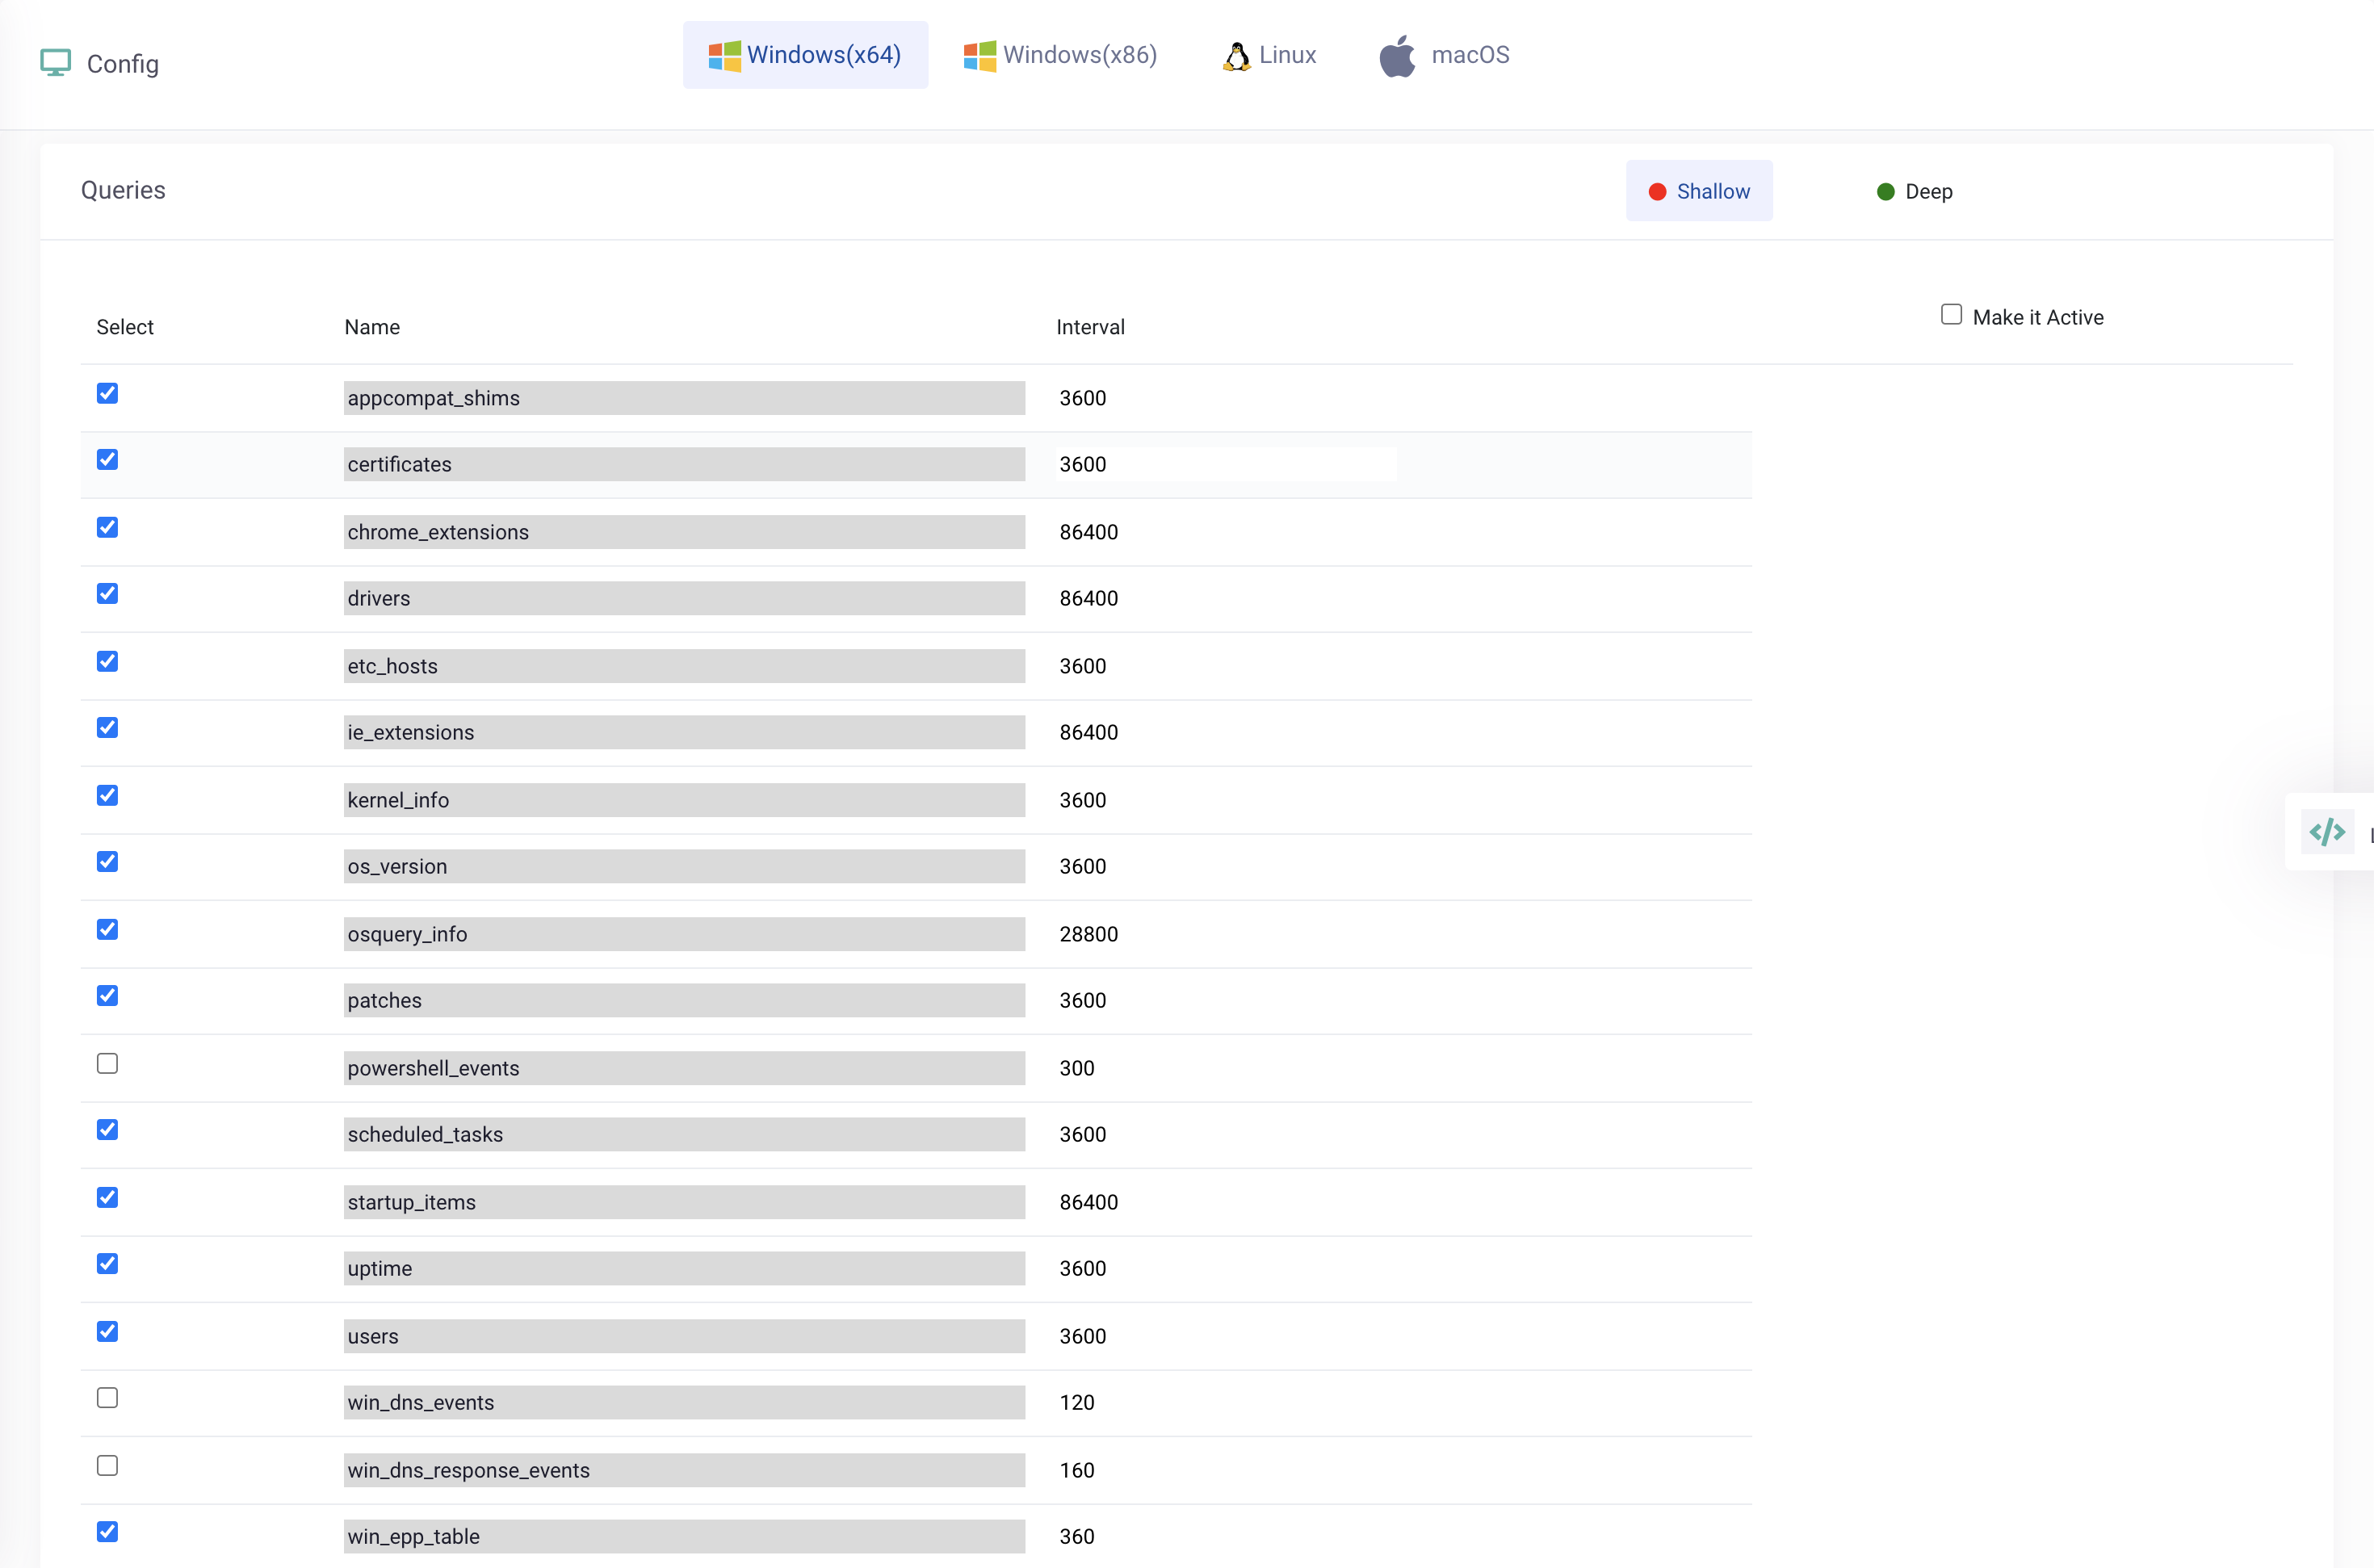 Config
Windows(x64) Windows(x86) Linux macOS
Queries
Shallow Deep
Select Name Interval Make it Active
appcompat_shims 3600
certificates 3600
chrome_extensions 86400
drivers 86400
etc_hosts 3600
ie_extensions 86400
kernel_info 3600
os_version 3600
osquery_info 28800
patches 3600
powershell_events 300
scheduled_tasks 3600
startup_items 86400
uptime 3600
users 3600
win_dns_events 120
win_dns_response_events 160
win_epp_table 360